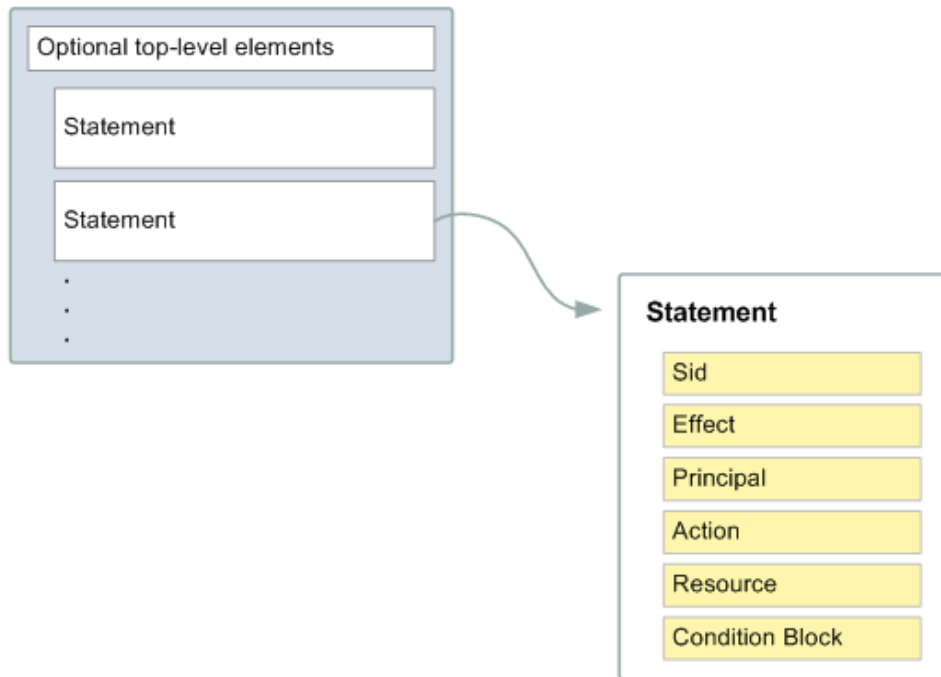 Optional top-level elements
Statement
Statement
.
.
.
Statement
Sid
Effect
Principal
Action
Resource
Condition Block